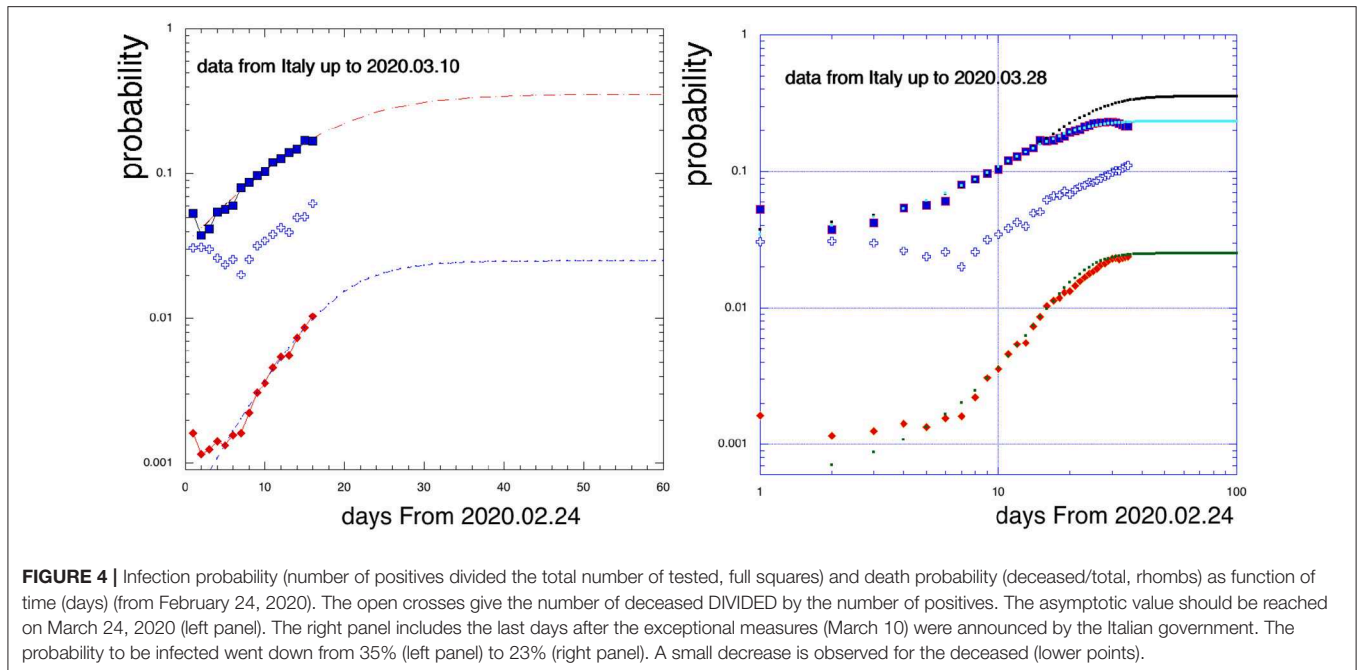 1
0.1
0.01
0.001
probability
data from Italy up to 2020.03.10
0
10
20
30
40
50
60
days From 2020.02.24
1
0.1
0.01
0.001
probability
data from Italy up to 2020.03.28
1
10
100
days From 2020.02.24
FIGURE 4 | Infection probability (number of positives divided the total number of tested, full squares) and death probability (deceased/total, rhombs) as function of
time (days) (from February 24, 2020). The open crosses give the number of deceased DIVIDED by the number of positives. The asymptotic value should be reached
on March 24, 2020 (left panel). The right panel includes the last days after the exceptional measures (March 10) were announced by the Italian government. The
probability to be infected went down from 35% (left panel) to 23% (right panel). A small decrease is observed for the deceased (lower points).